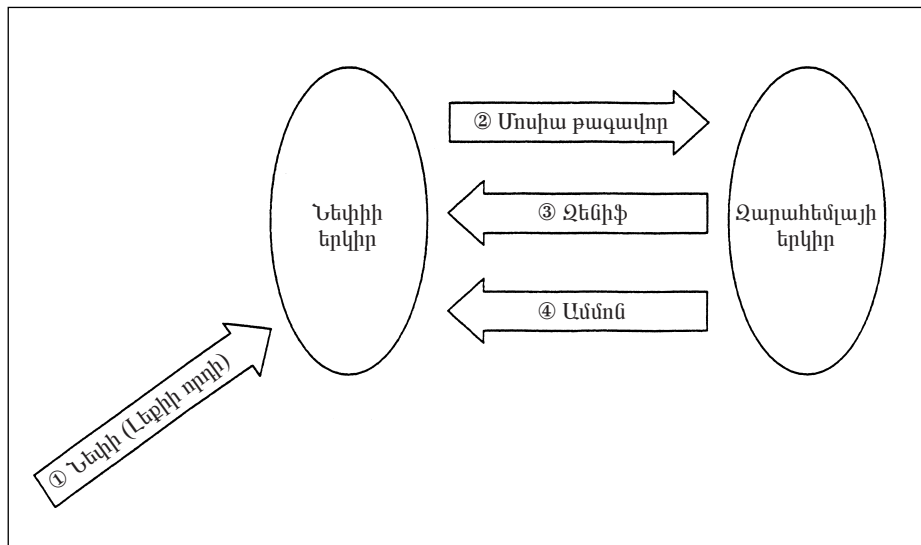 ② Մոսիա թագավոր
Նեփիի
երկիր
③ Զենիֆ
Զարահեմլայի
երկիր
④ Ամմոն
① Նեփի (Լեքիի որդի)